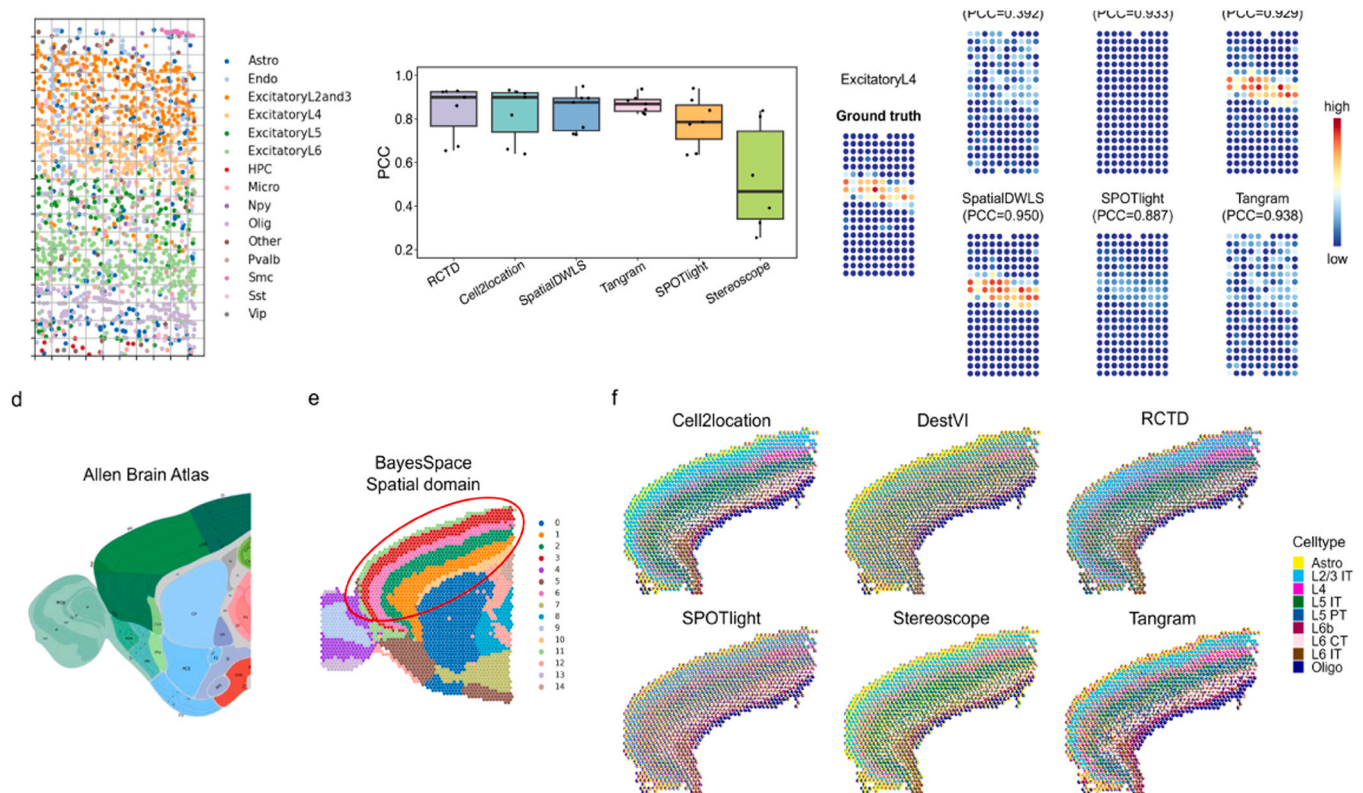 Astro
Endo
ExcitatoryL2and3
ExcitatoryL4
ExcitatoryL5
ExcitatoryL6
HPC
Micro
Npy
Olig
Other
Pvalb
Smc
Sst
Vip
PCC
1.0
0.8
0.6
0.4
0.2
RCTD
Cell2location
SpatialDWLS
Tangram
SPOTlight
Stereoscope
ExcitatoryL4
Ground truth
(PCC=0.392)
(PCC=0.933)
(PCC=0.929)
SpatialDWLS
(PCC=0.950)
SPOTlight
(PCC=0.887)
Tangram
(PCC=0.938)
high
low
d
Allen Brain Atlas
CP
e
BayesSpace
Spatial domain
0
1
2
3
4
5
6
7
8
9
10
11
12
13
14
f
Cell2location
DestVI
RCTD
SPOTlight
Stereoscope
Tangram
Celltype
Astro
L2/3 IT
L4
L5 IT
L5 PT
L6b
L6 CT
L6 IT
Oligo